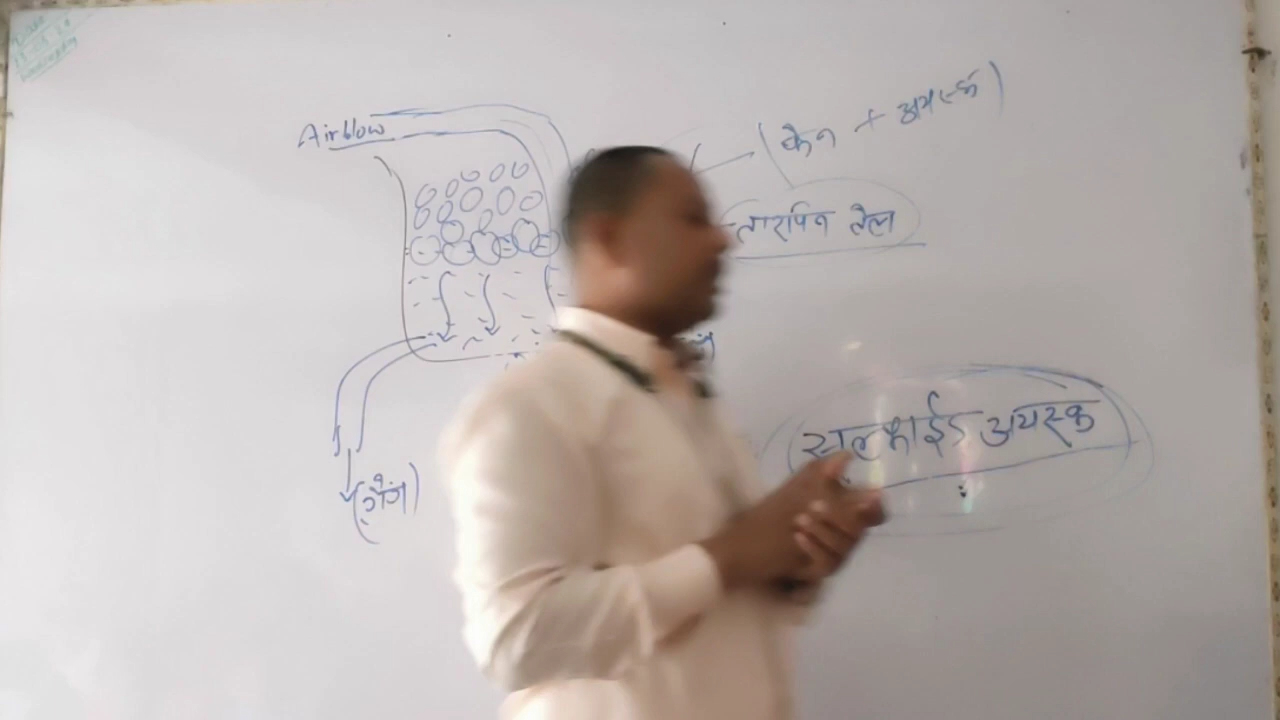 Airblow
(फेन + अयस्क)
तारपिन तेल
सल्फाईड अयस्क
(गैंग)